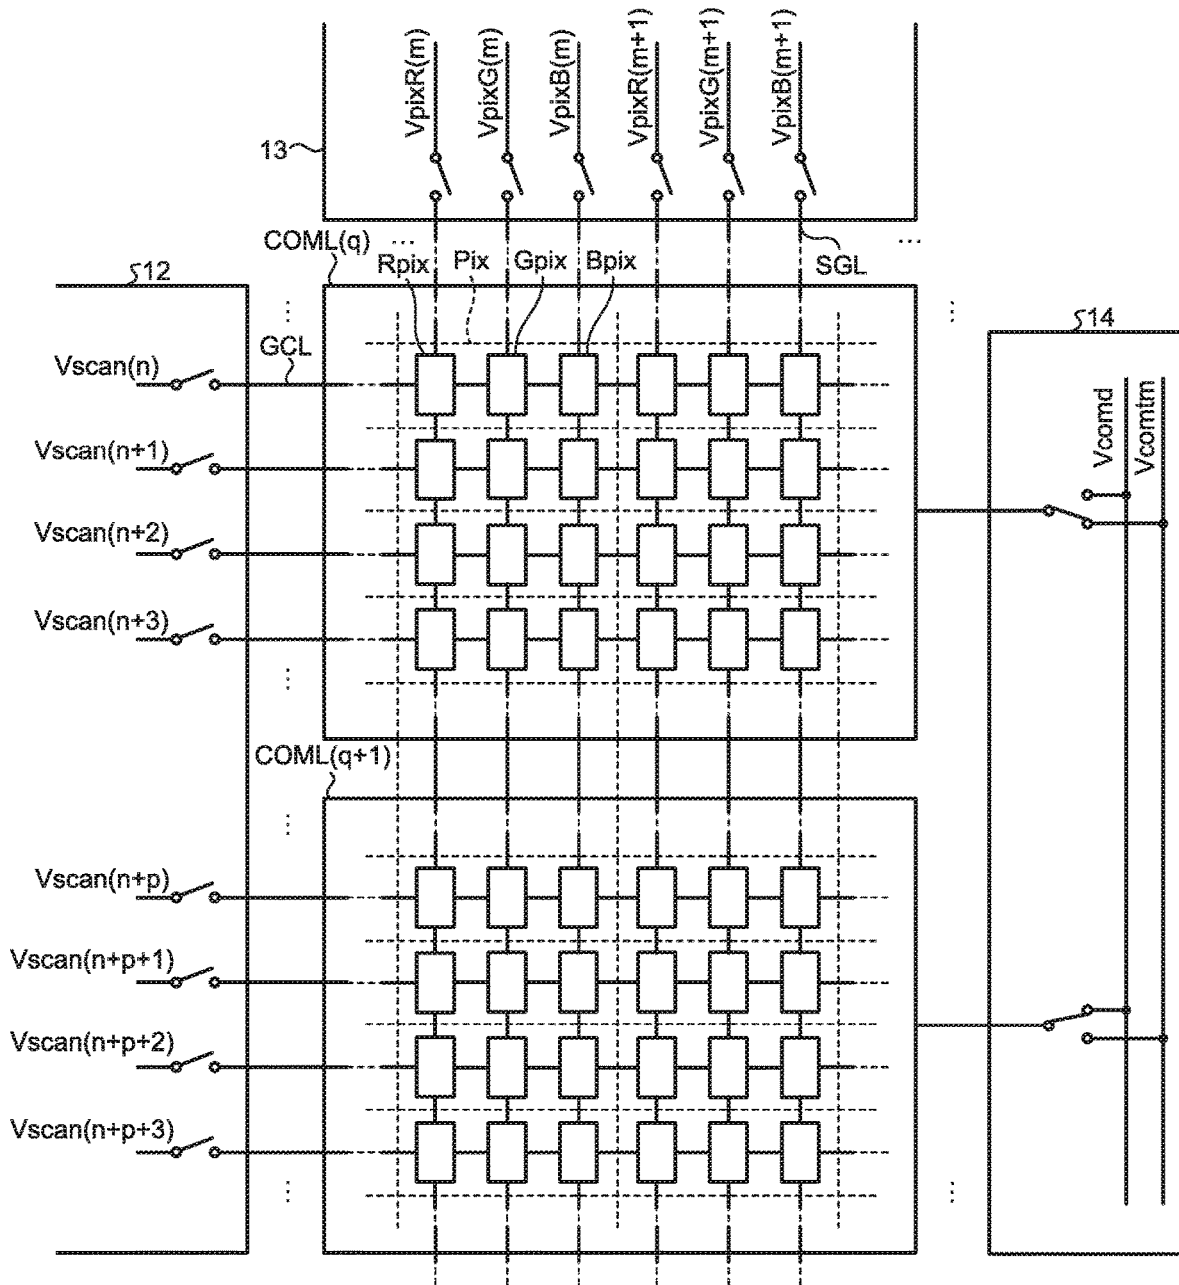 VpixR(m)
VpixG(m)
VpixB(m)
VpixR(m+1)
VpixG(m+1)
VpixB(m+1)
13
COML(q)
...
...
Rpix
Pix
Gpix
Bpix
SGL
12
14
GCL
Vscan(n)
Vscan(n+1)
Vscan(n+2)
Vscan(n+3)
Vcomd
Vcomtm
COML(q+1)
Vscan(n+p)
Vscan(n+p+1)
Vscan(n+p+2)
Vscan(n+p+3)